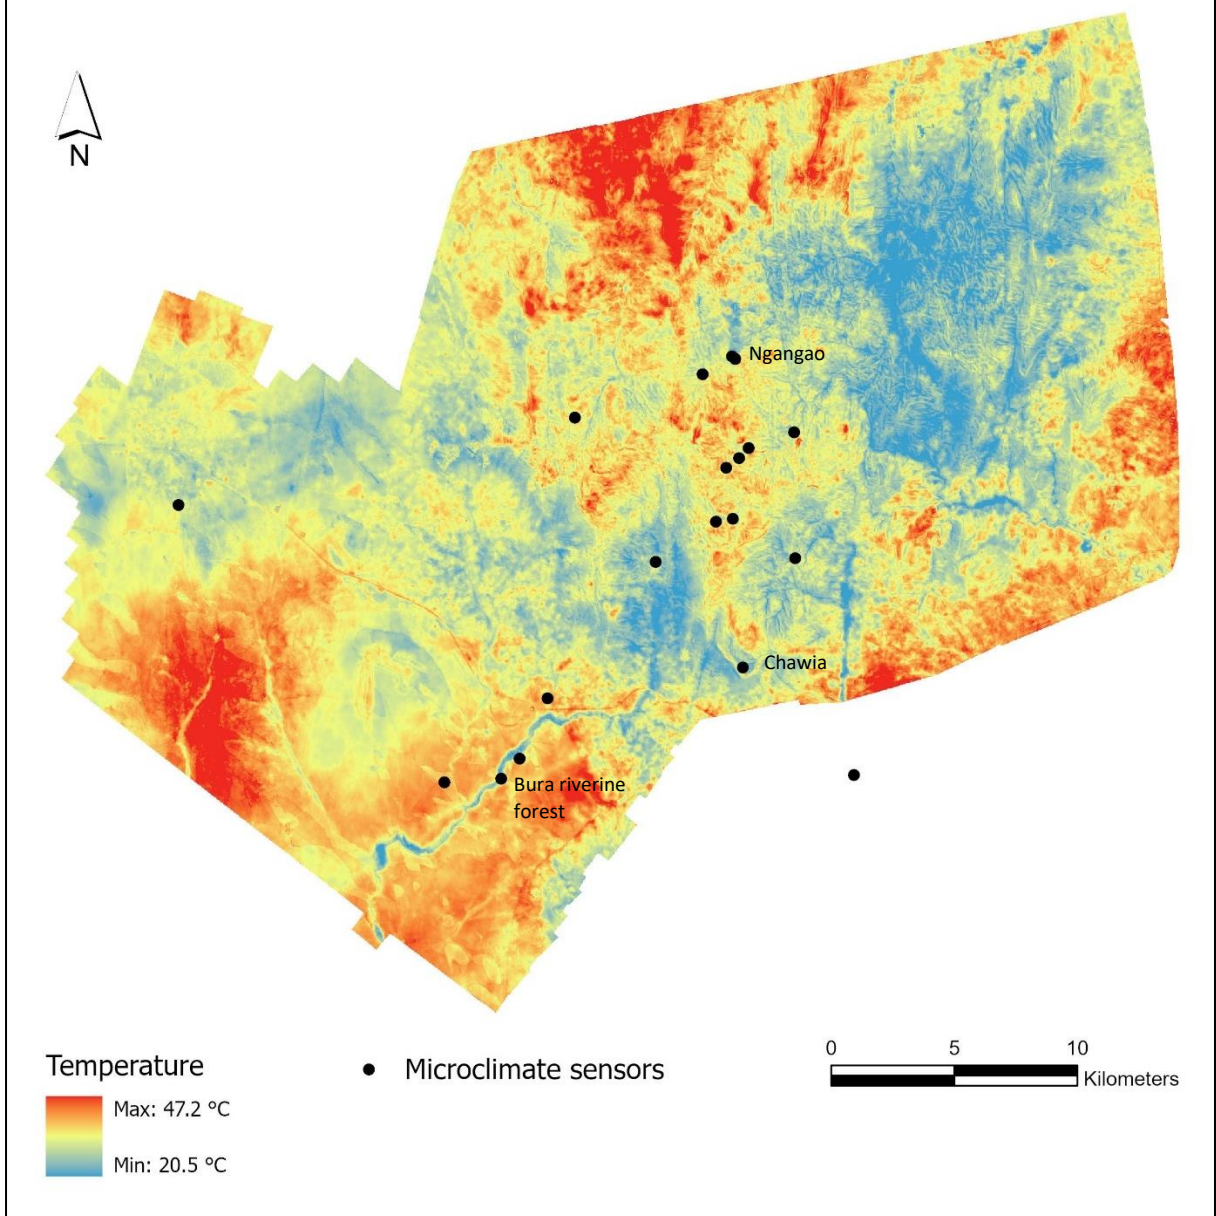 N
Ngangao
Chawia
Bura riverine
forest
Temperature
Max: 47.2 °C
Min: 20.5 °C
Microclimate sensors
0 5 10
Kilometers